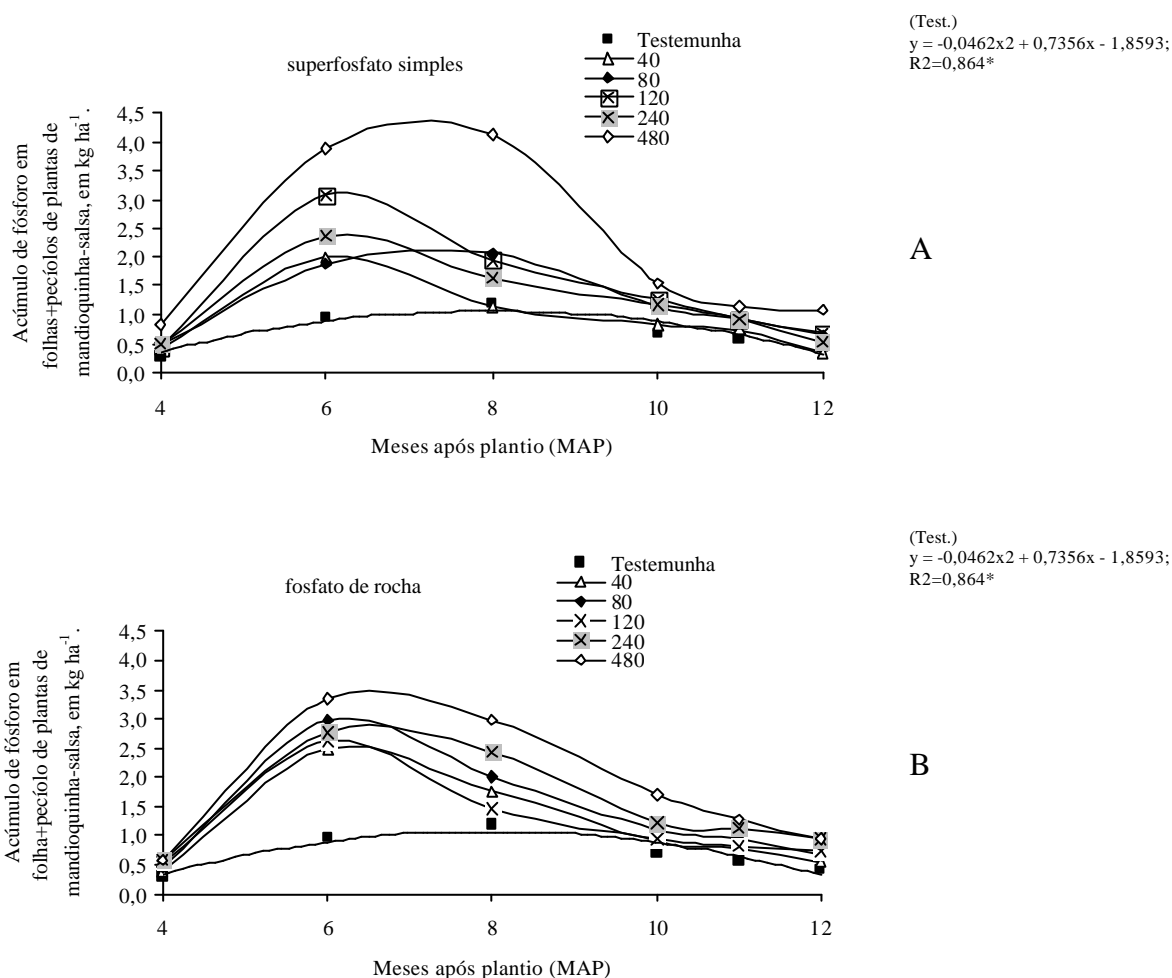 (Test.)
y = -0,0462x2 + 0,7356x - 1,8593;
R2=0,864*
superfosfato simples
Testemunha
40
80
120
240
480
Acúmulo de fósforo em
folhas+pecíolos de plantas de
mandioquinha-salsa, em kg ha-1 .
4,5
4,0
3,5
3,0
2,5
2,0
1,5
1,0
0,5
0,0
4 6 8 10 12
Meses após plantio (MAP)
A
(Test.)
y = -0,0462x2 + 0,7356x - 1,8593;
R2=0,864*
fosfato de rocha
Testemunha
40
80
120
240
480
Acúmulo de fósforo em
folha+pecíolo de plantas de
mandioquinha-salsa, em kg ha-1 .
4,5
4,0
3,5
3,0
2,5
2,0
1,5
1,0
0,5
0,0
4 6 8 10 12
Meses após plantio (MAP)
B